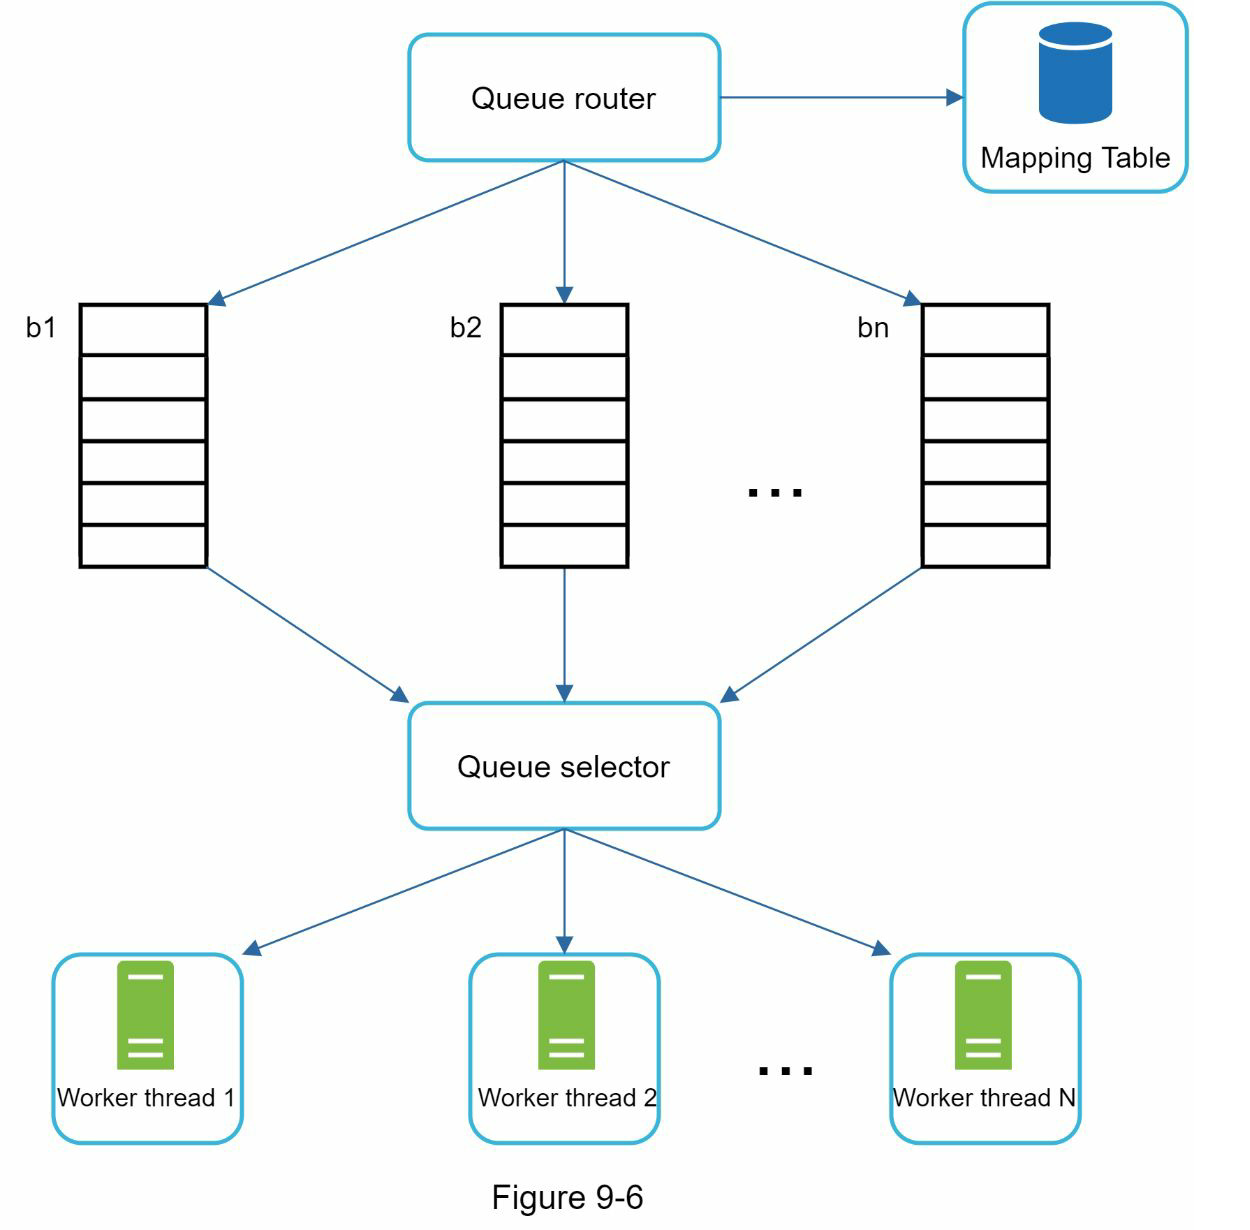 Queue router
Mapping Table
b1
b2
bn
...
Queue selector
Worker thread 1
Worker thread 2
...
Worker thread N
Figure 9-6